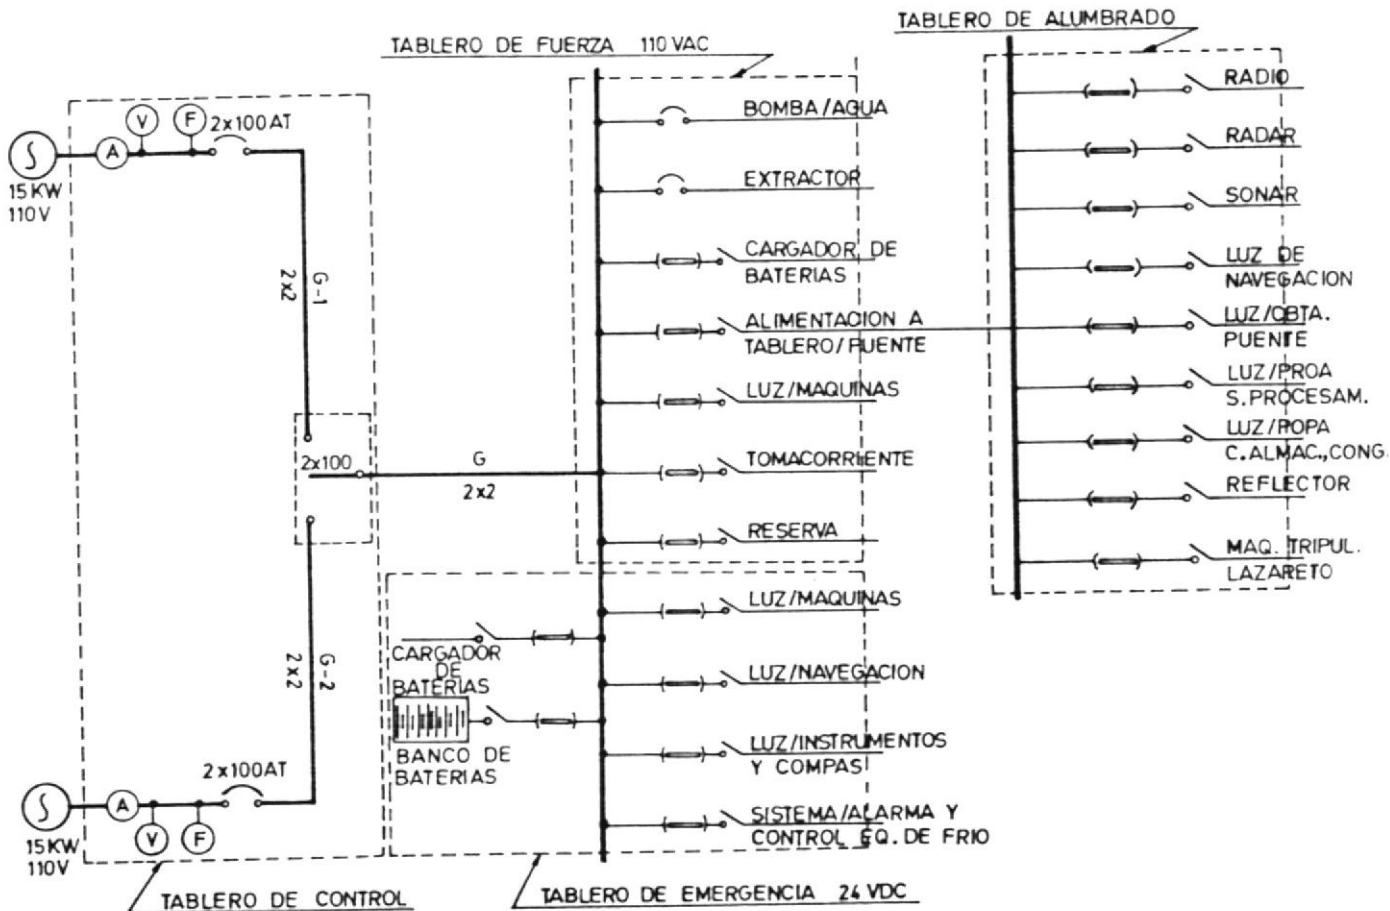 TABLERO DE FUERZA 110 VAC
TABLERO DE ALUMBRADO
V
F
2x100 AT
A
15 KW
110 V
G-1
2x2
2x100
G
2x2
G-2
2x2
2x100 AT
A
V
F
15 KW
110 V
TABLERO DE CONTROL
BOMBA/AGUA
EXTRACTOR
CARGADOR DE
BATERIAS
ALIMENTACION A
TABLERO/PUENTE
LUZ/MAQUINAS
TOMACORRIENTE
RESERVA
CARGADOR
DE
BATERIAS
BANCO DE
BATERIAS
LUZ/MAQUINAS
LUZ/NAVEGACION
LUZ/INSTRUMENTOS
Y COMPAS
SISTEMA/ALARMA Y
CONTROL EQ. DE FRIO
TABLERO DE EMERGENCIA 24 VDC
RADIO
RADAR
SONAR
LUZ DE
NAVEGACION
LUZ/CBTA.
PUENTE
LUZ/PROA
S.PROCESAM.
LUZ/POPA
C.ALMAC.,CONG.
REFLECTOR
MAQ. TRIPUL.
LAZARETO